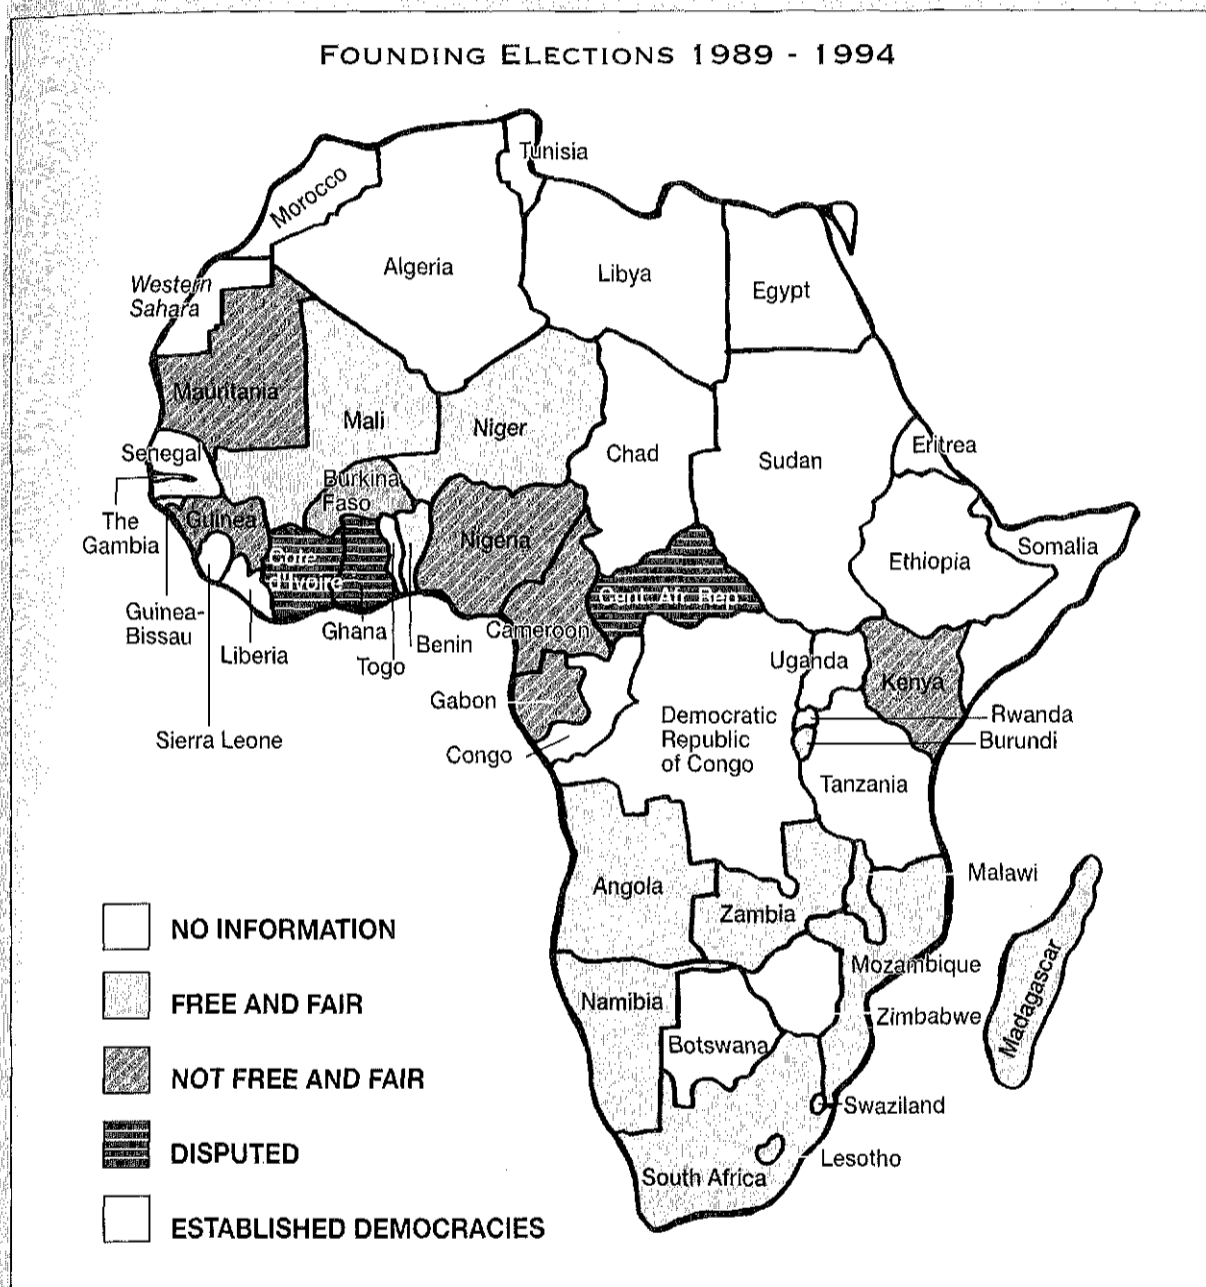 FOUNDING ELECTIONS 1989 - 1994
Tunisia
Morocco
Algeria
Libya
Egypt
Western
Sahara
Mauritania
Mali
Niger
Chad
Sudan
Eritrea
Senegal
Burkina
Faso
The
Gambia
Guinea
Nigeria
Ethiopia
Somalia
Côte
d'Ivoire
Cent. Afr. Rep.
Guinea-
Bissau
Liberia
Ghana
Togo
Benin
Cameroon
Uganda
Kenya
Gabon
Sierra Leone
Congo
Democratic
Republic
of Congo
Rwanda
Burundi
Tanzania
Angola
Zambia
Malawi
Mozambique
Madagascar
Namibia
Zimbabwe
Botswana
Swaziland
South Africa
Lesotho
NO INFORMATION
FREE AND FAIR
NOT FREE AND FAIR
DISPUTED
ESTABLISHED DEMOCRACIES